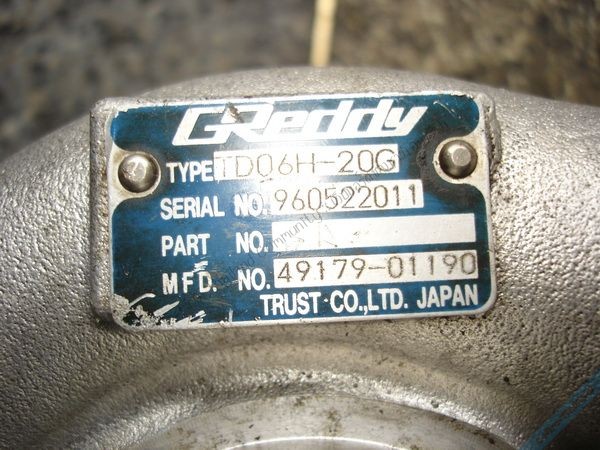 GReddy
TYPE TD06H-20G
SERIAL NO. 960522011
PART NO.
MFD. NO. 49179-01190
TRUST CO.,LTD. JAPAN